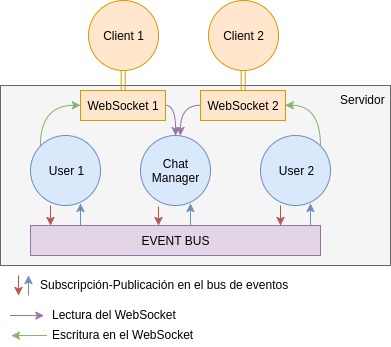 Client 1
Client 2
Servidor
WebSocket 1
WebSocket 2
User 1
Chat
Manager
User 2
EVENT BUS
Subscripción-Publicación en el bus de eventos
Lectura del WebSocket
Escritura en el WebSocket